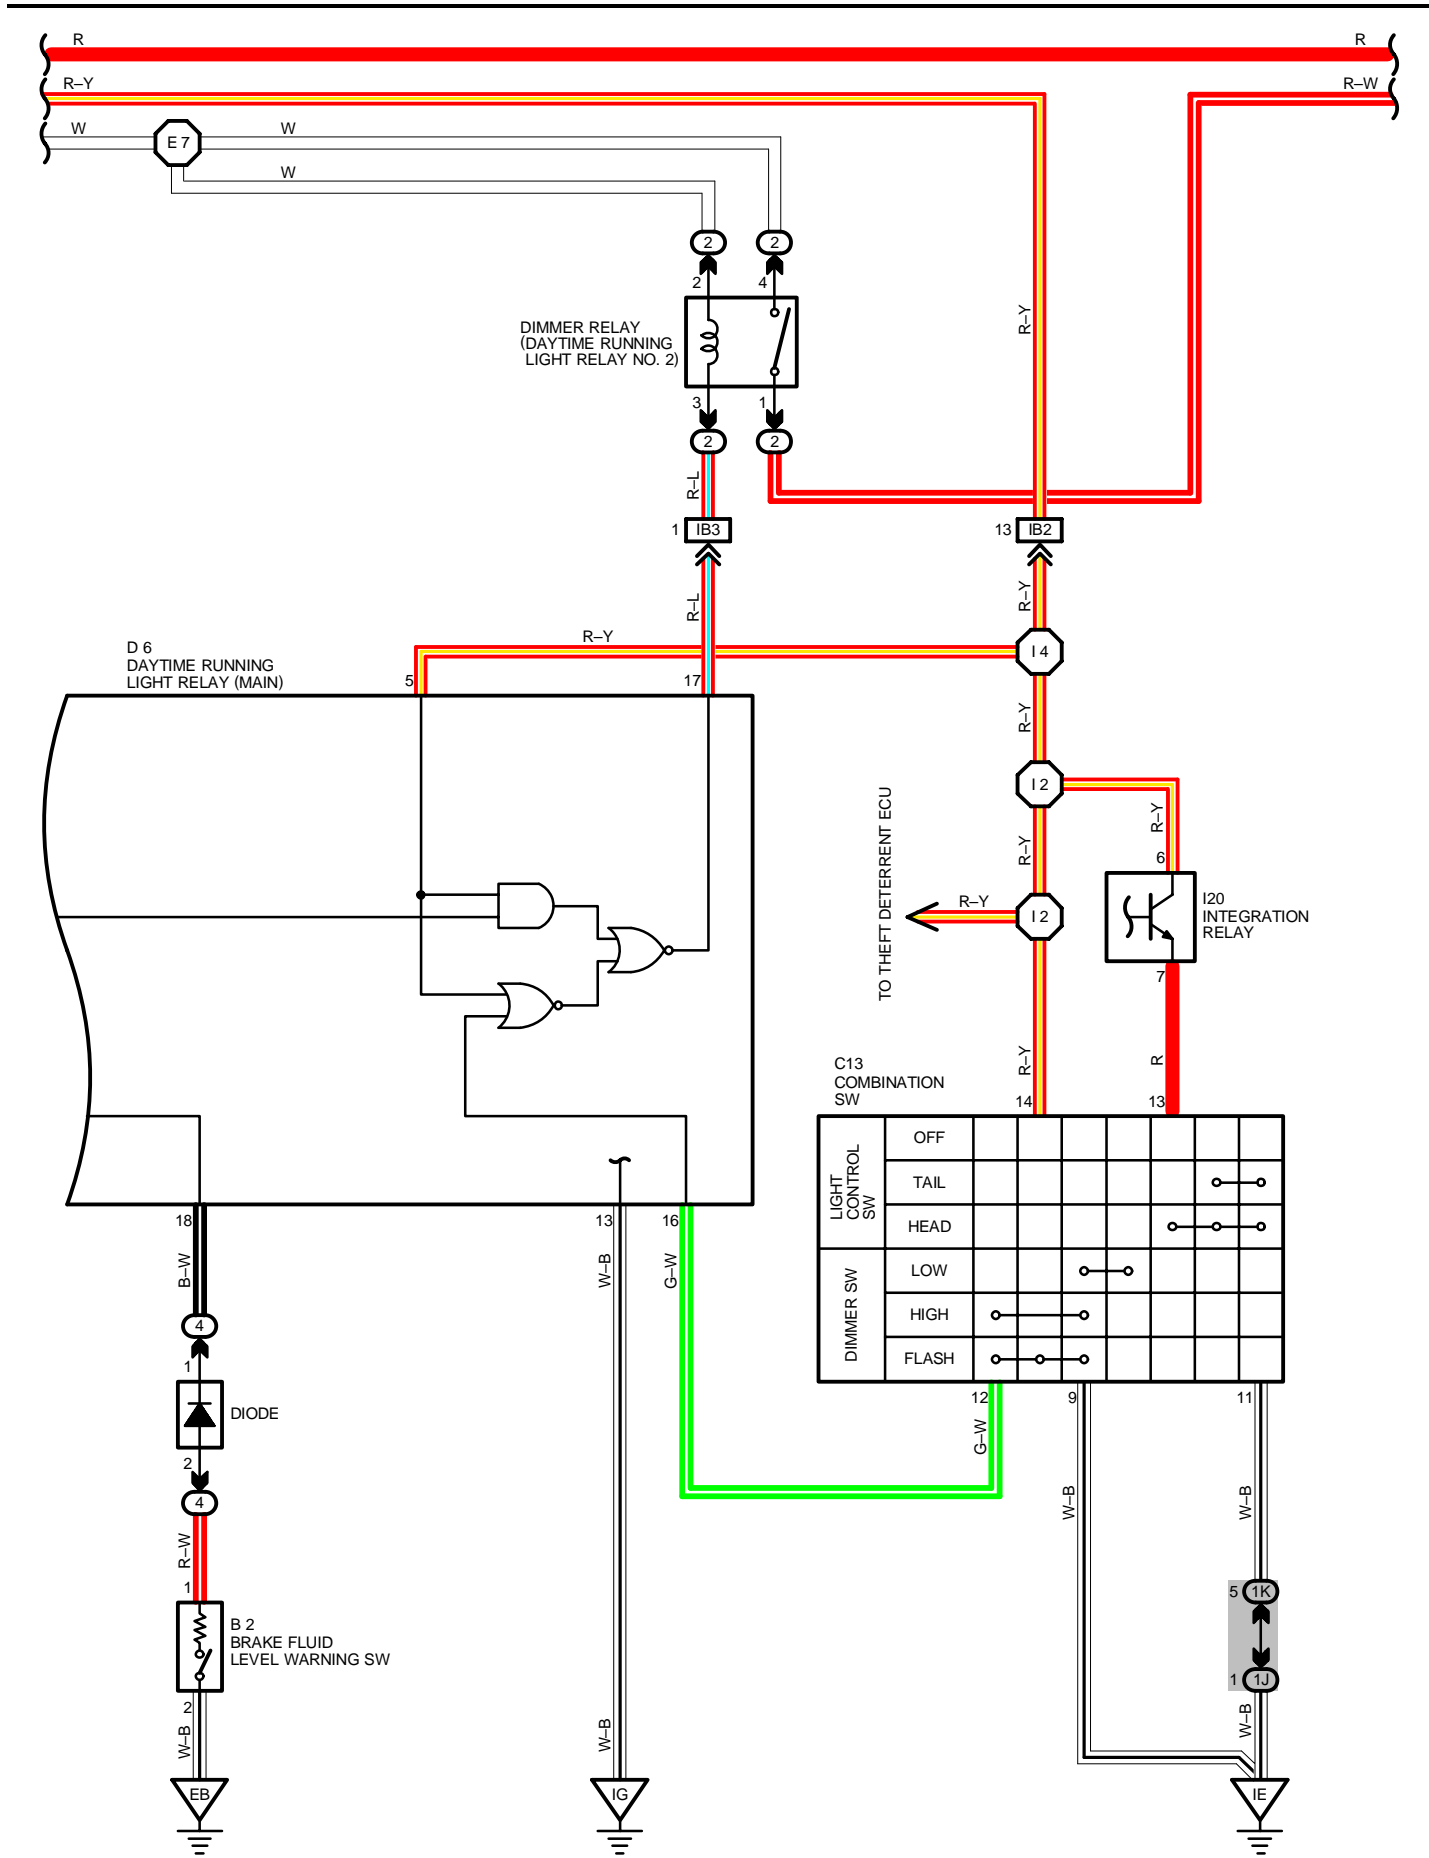 R
R
R–Y
R–W
W
E 7
W
W
2
2
2
4
DIMMER RELAY
(DAYTIME RUNNING
LIGHT RELAY NO. 2)
R–Y
3
1
2
2
R–L
1
IB3
13
IB2
R–L
R–Y
D 6
DAYTIME RUNNING
LIGHT RELAY (MAIN)
R–Y
I 4
5
17
R–Y
I 2
R–Y
R–Y
TO THEFT DETERRENT ECU
6
R–Y
I 2
I20
INTEGRATION
RELAY
7
R–Y
R
C13
COMBINATION
SW
14
13
LIGHT
CONTROL
SW
OFF
TAIL
HEAD
DIMMER SW
LOW
HIGH
FLASH
18
13
16
B–W
W–B
G–W
4
1
DIODE
2
4
12
9
11
G–W
W–B
W–B
R–W
1
B 2
BRAKE FLUID
LEVEL WARNING SW
2
5
1K
1
1J
W–B
W–B
W–B
EB
IG
IE